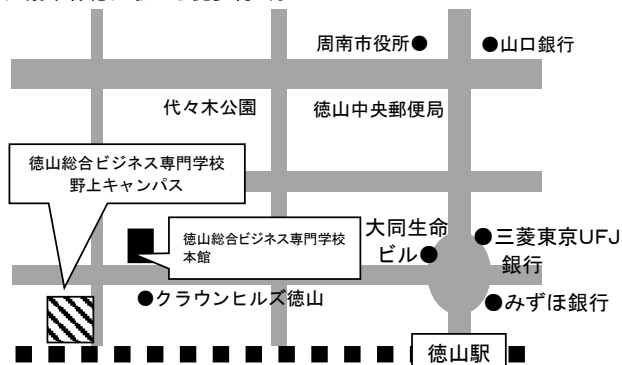 周南市役所●
●山口銀行
代々木公園
徳山中央郵便局
徳山総合ビジネス専門学校
野上キャンパス
徳山総合ビジネス専門学校
本館
大同生命
ビル●
●三菱東京UFJ
銀行
●クラウンヒルズ徳山
●みずほ銀行
徳山駅